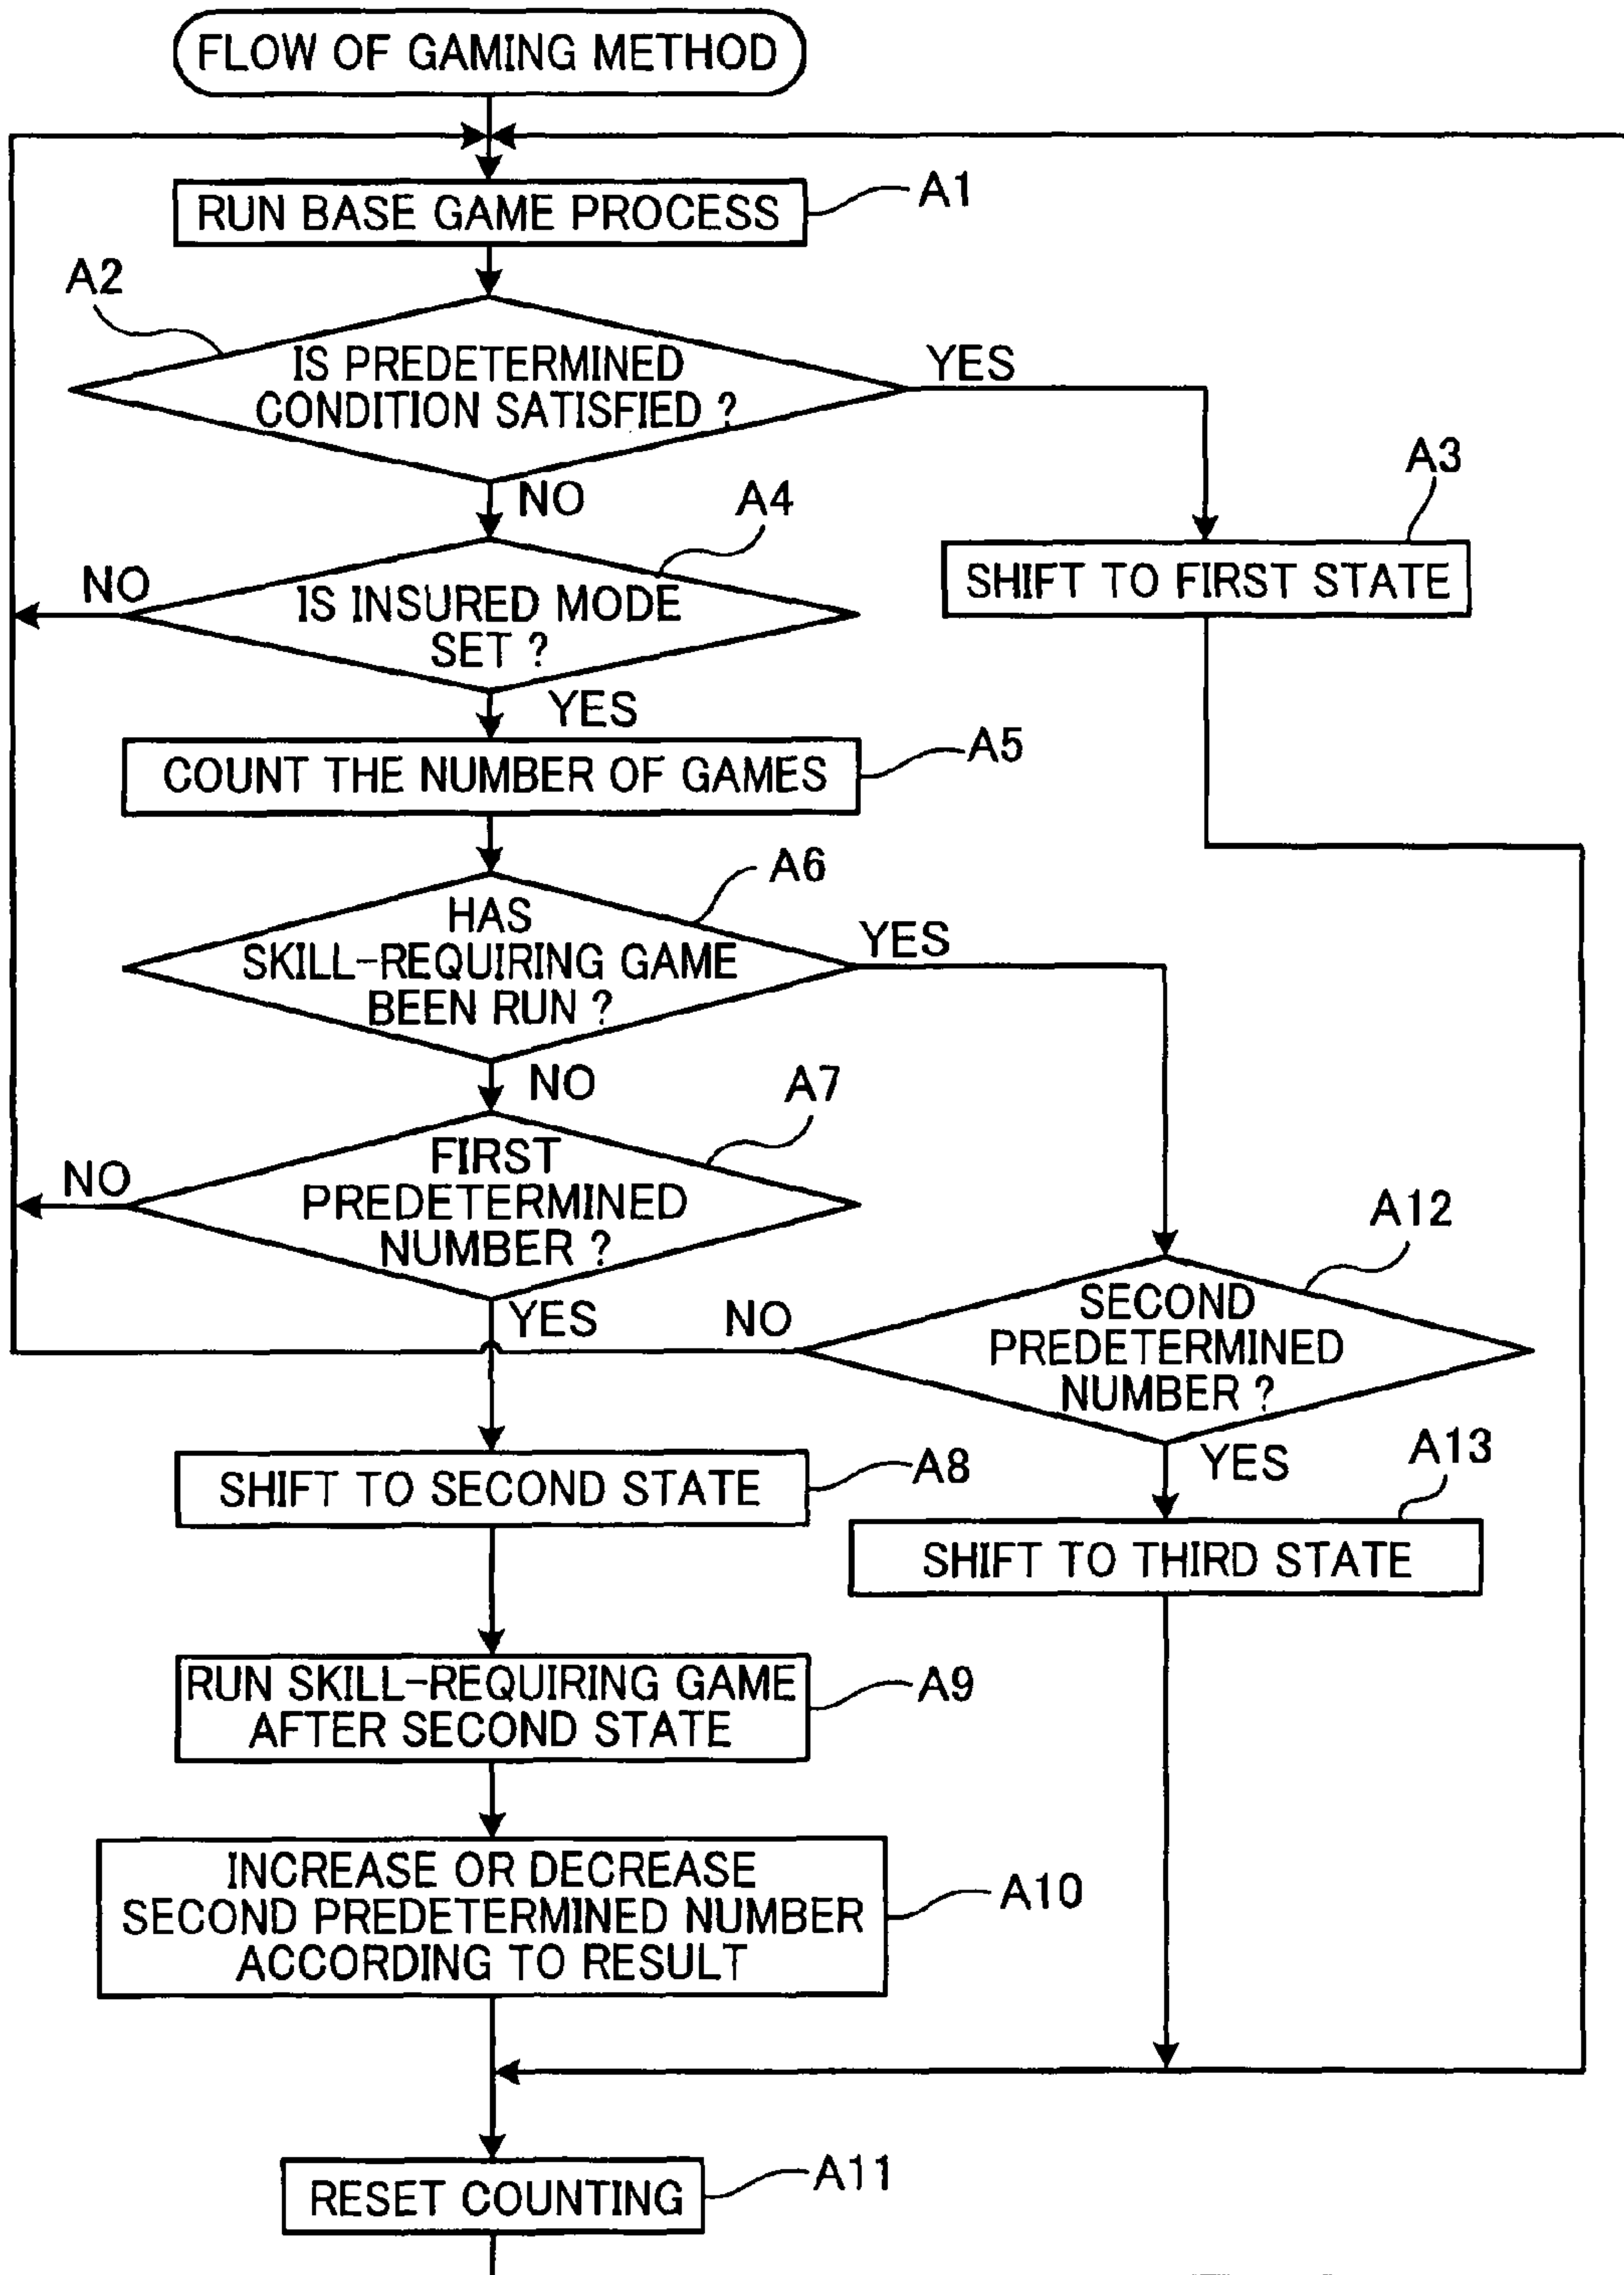 FLOW OF GAMING METHOD
RUN BASE GAME PROCESS
A1
A2
IS PREDETERMINED
CONDITION SATISFIED ?
YES
NO
A3
SHIFT TO FIRST STATE
A4
IS INSURED MODE
SET ?
NO
YES
COUNT THE NUMBER OF GAMES
A5
A6
HAS
SKILL-REQUIRING GAME
BEEN RUN ?
YES
NO
A7
FIRST
PREDETERMINED
NUMBER ?
NO
YES
A12
SECOND
PREDETERMINED
NUMBER ?
NO
YES
SHIFT TO SECOND STATE
A8
A13
SHIFT TO THIRD STATE
RUN SKILL-REQUIRING GAME
AFTER SECOND STATE
A9
INCREASE OR DECREASE
SECOND PREDETERMINED NUMBER
ACCORDING TO RESULT
A10
RESET COUNTING
A11